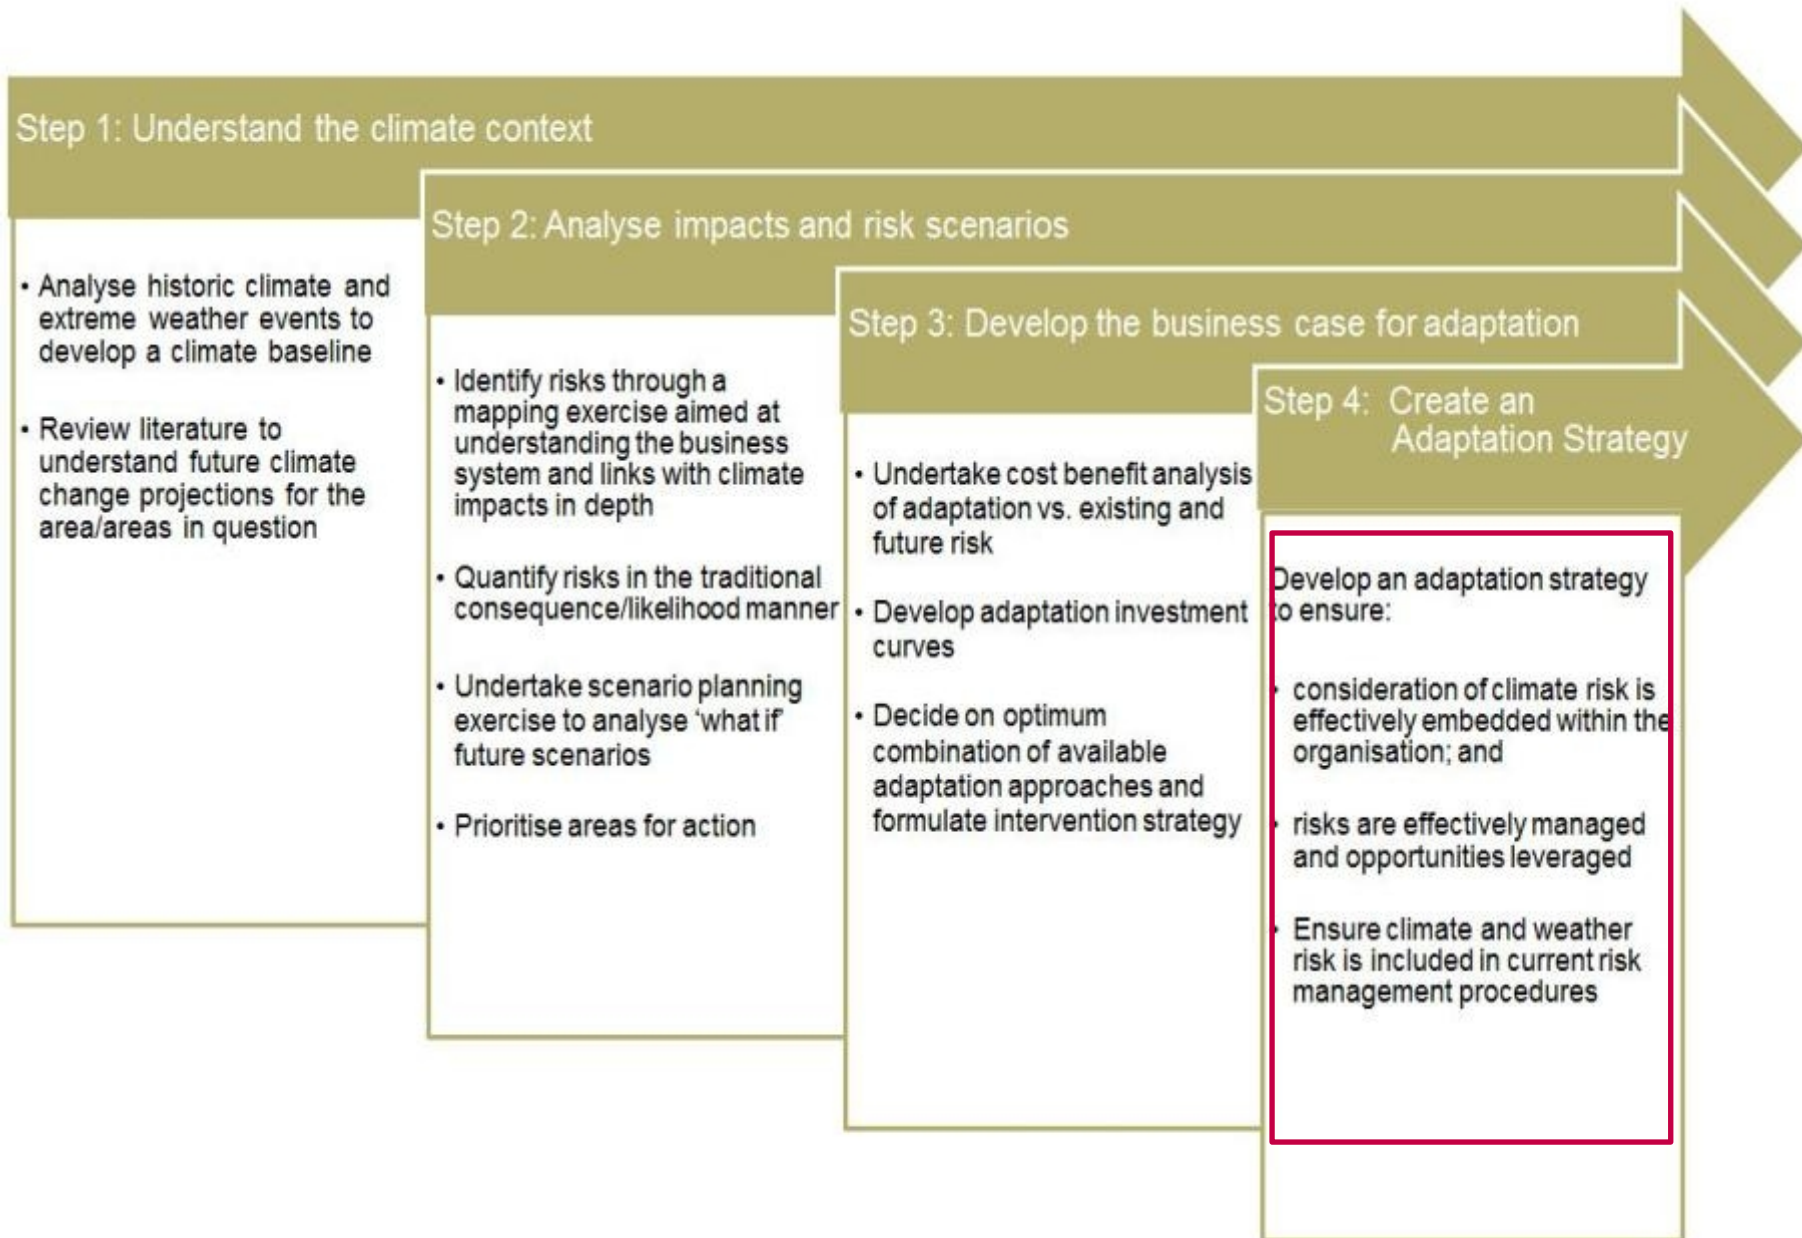 Step 1: Understand the climate context
• Analyse historic climate and
extreme weather events to
develop a climate baseline
• Review literature to
understand future climate
change projections for the
area/areas in question
Step 2: Analyse impacts and risk scenarios
• Identify risks through a
mapping exercise aimed at
understanding the business
system and links with climate
impacts in depth
• Quantify risks in the traditional
consequence/likelihood manner
• Undertake scenario planning
exercise to analyse ‘what if’
future scenarios
• Prioritise areas for action
Step 3: Develop the business case for adaptation
• Undertake cost benefit analysis
of adaptation vs. existing and
future risk
• Develop adaptation investment
curves
• Decide on optimum
combination of available
adaptation approaches and
formulate intervention strategy
Step 4: Create an
Adaptation Strategy
Develop an adaptation strategy
to ensure:
• consideration of climate risk is
effectively embedded within the
organisation; and
• risks are effectively managed
and opportunities leveraged
• Ensure climate and weather
risk is included in current risk
management procedures